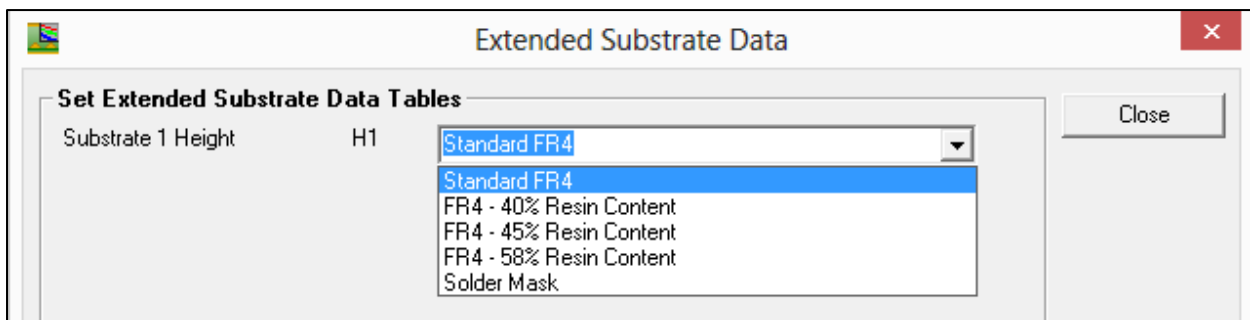 Extended Substrate Data
Set Extended Substrate Data Tables
Close
Substrate 1 Height H1 Standard FR4
Standard FR4
FR4 - 40% Resin Content
FR4 - 45% Resin Content
FR4 - 58% Resin Content
Solder Mask